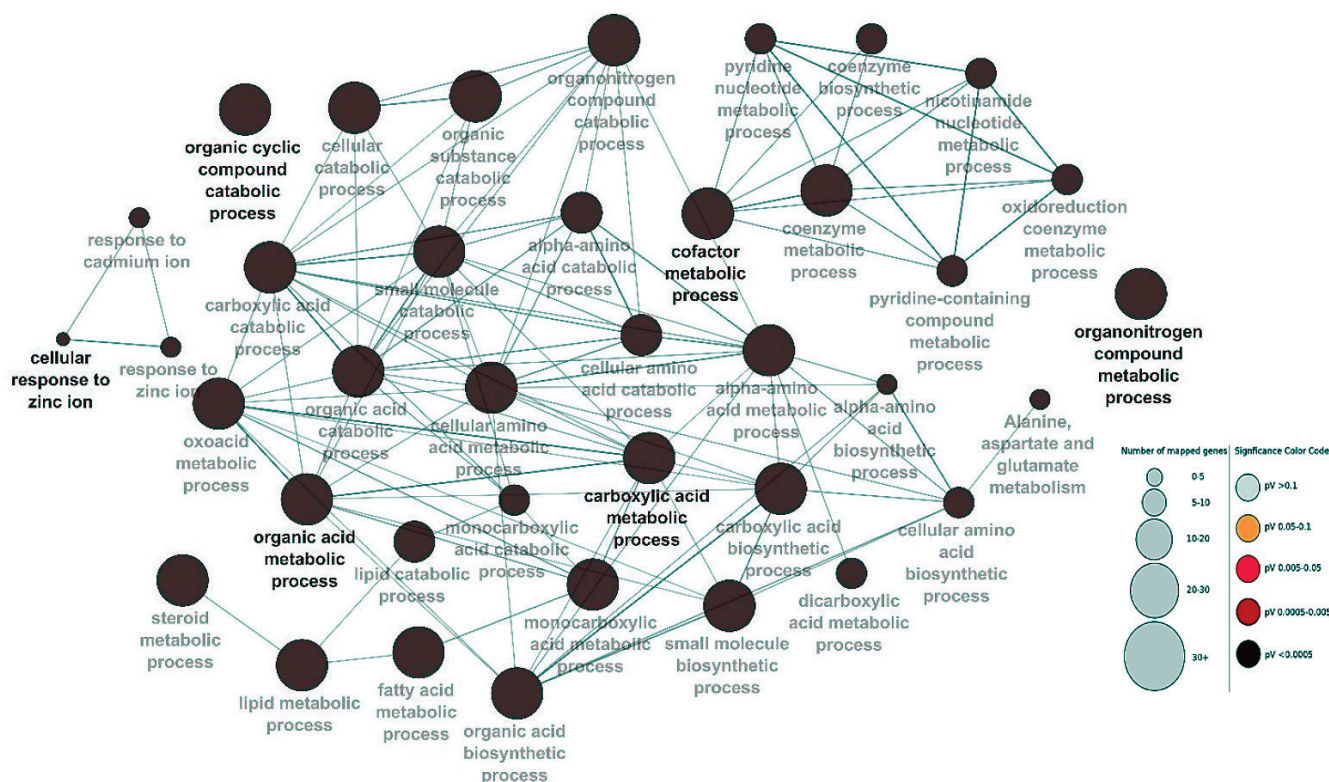 organonitrogen
compound catabolic
process
pyridine
nucleotide
metabolic
process
coenzyme
biosynthetic
process
nicotinamide
nucleotide
metabolic
process
organic cyclic
compound
catabolic
process
cellular
catabolic
process
organic
substance
catabolic
process
response to
cadmium ion
alpha-amino
acid catabolic
process
cofactor
metabolic
process
coenzyme
metabolic
process
oxidoreduction
coenzyme
metabolic
process
carboxylic acid
catabolic
process
small molecule
catabolic
process
pyridine-containing
compound
metabolic
process
organonitrogen
compound
metabolic
process
cellular
response to
zinc ion
response to
zinc ion
oxoacid
metabolic
process
organic acid
catabolic
process
cellular amino
acid metabolic
process
cellular amino
acid catabolic
process
alpha-amino
acid metabolic
process
alpha-amino
acid
biosynthetic
process
Alanine,
aspartate and
glutamate
metabolism
organic acid
metabolic
process
monocarboxylic
acid catabolic
process
carboxylic acid
metabolic
process
carboxylic acid
biosynthetic
process
cellular amino
acid
biosynthetic
process
lipid catabolic
process
steroid
metabolic
process
lipid metabolic
process
fatty acid
metabolic
process
organic acid
biosynthetic
process
monocarboxylic
acid metabolic
process
small molecule
biosynthetic
process
dicarboxylic
acid metabolic
process
Number of mapped genes
0-5
5-10
10-20
20-30
30+
Signficance Color Code
pV >0.1
pV 0.05-0.1
pV 0.005-0.05
pV 0.0005-0.005
pV <0.0005